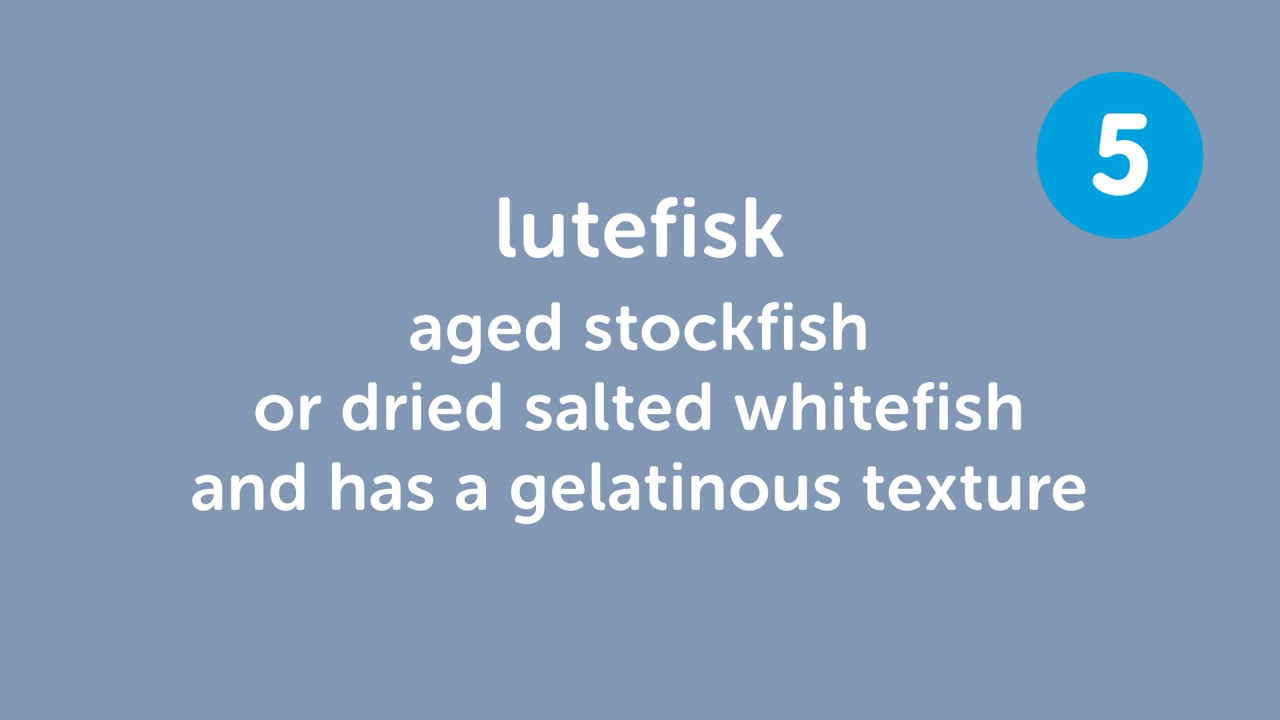 5
lutefisk
aged stockfish
or dried salted whitefish
and has a gelatinous texture